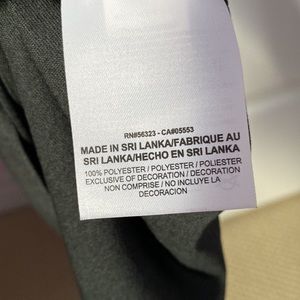 RN#56323 - CA#05553
MADE IN SRI LANKA/FABRIQUE AU
SRI LANKA/HECHO EN SRI LANKA
100% POLYESTER / POLYESTER / POLIESTER
EXCLUSIVE OF DECORATION / DECORATION
NON COMPRISE / NO INCLUYE LA
DECORACION